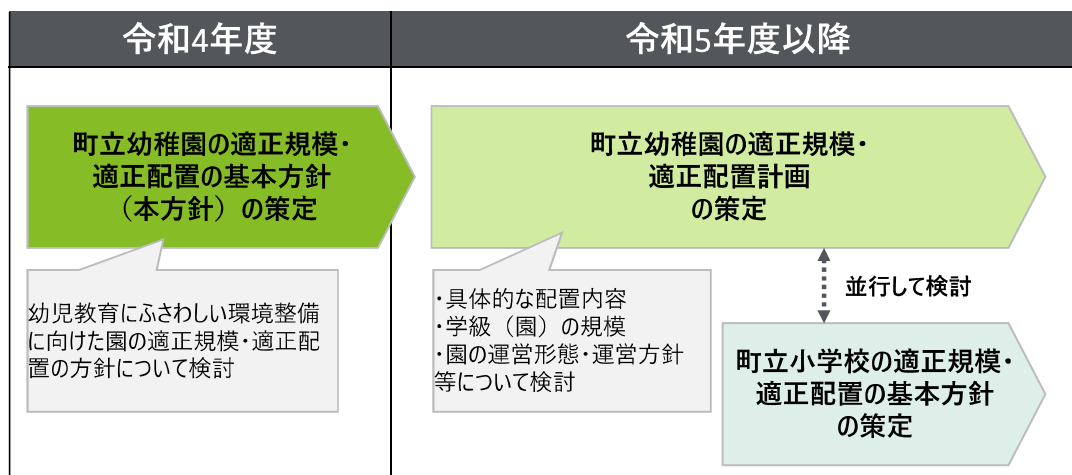 令和4年度
令和5年度以降
町立幼稚園の適正規模・
適正配置の基本方針
（本方針）の策定
幼児教育にふさわしい環境整備
に向けた園の適正規模・適正配
置の方針について検討
町立幼稚園の適正規模・
適正配置計画
の策定
・具体的な配置内容
・学級（園）の規模
・園の運営形態・運営方針
等について検討
並行して検討
町立小学校の適正規模・
適正配置の基本方針
の策定